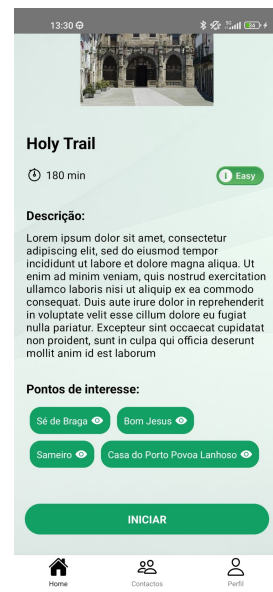 13:30
5G
84
Holy Trail
180 min
Easy
Descrição:
Lorem ipsum dolor sit amet, consectetur
adipiscing elit, sed do eiusmod tempor
incididunt ut labore et dolore magna aliqua. Ut
enim ad minim veniam, quis nostrud exercitation
ullamco laboris nisi ut aliquip ex ea commodo
consequat. Duis aute irure dolor in reprehenderit
in voluptate velit esse cillum dolore eu fugiat
nulla pariatur. Excepteur sint occaecat cupidatat
non proident, sunt in culpa qui officia deserunt
mollit anim id est laborum
Pontos de interesse:
Sé de Braga
Bom Jesus
Sameiro
Casa do Porto Povoa Lanhoso
INICIAR
Home
Contactos
Perfil